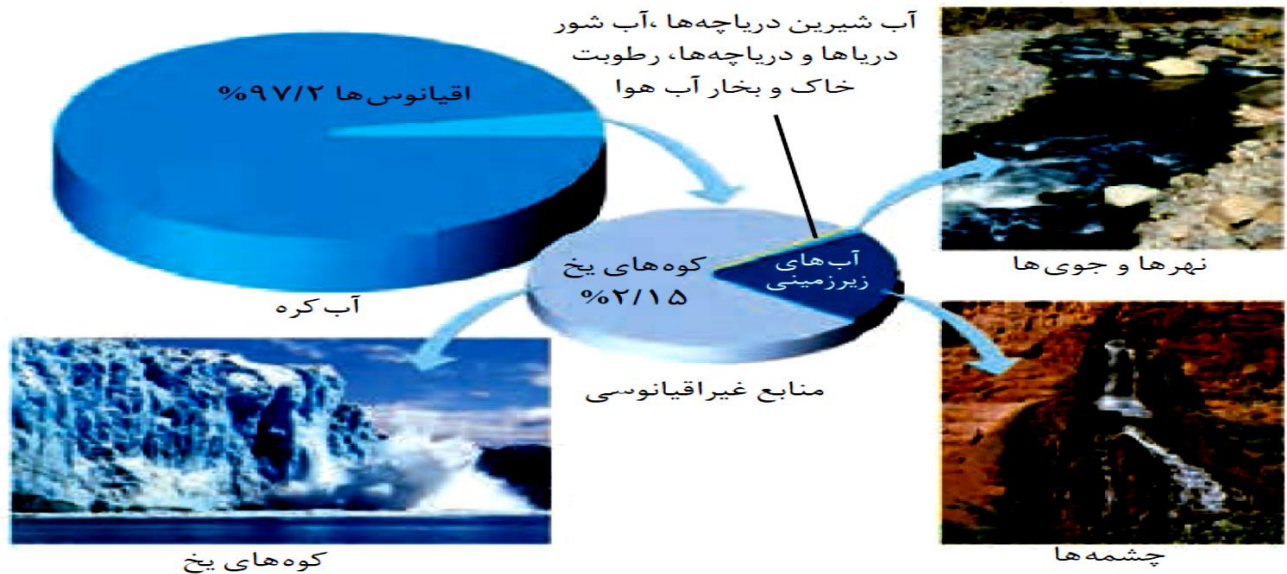 آب شیرین دریاچه‌ها ،آب شور
دریاها و دریاچه‌ها، رطوبت
خاک و بخار آب هوا
اقیانوس‌ها ۹۷/۲%
آب کره
کوه‌های یخ
۲/۱۵%
آب‌های
زیرزمینی
منابع غیراقیانوسی
نهرها و جوی‌ها
چشمه‌ها
کوه‌های یخ